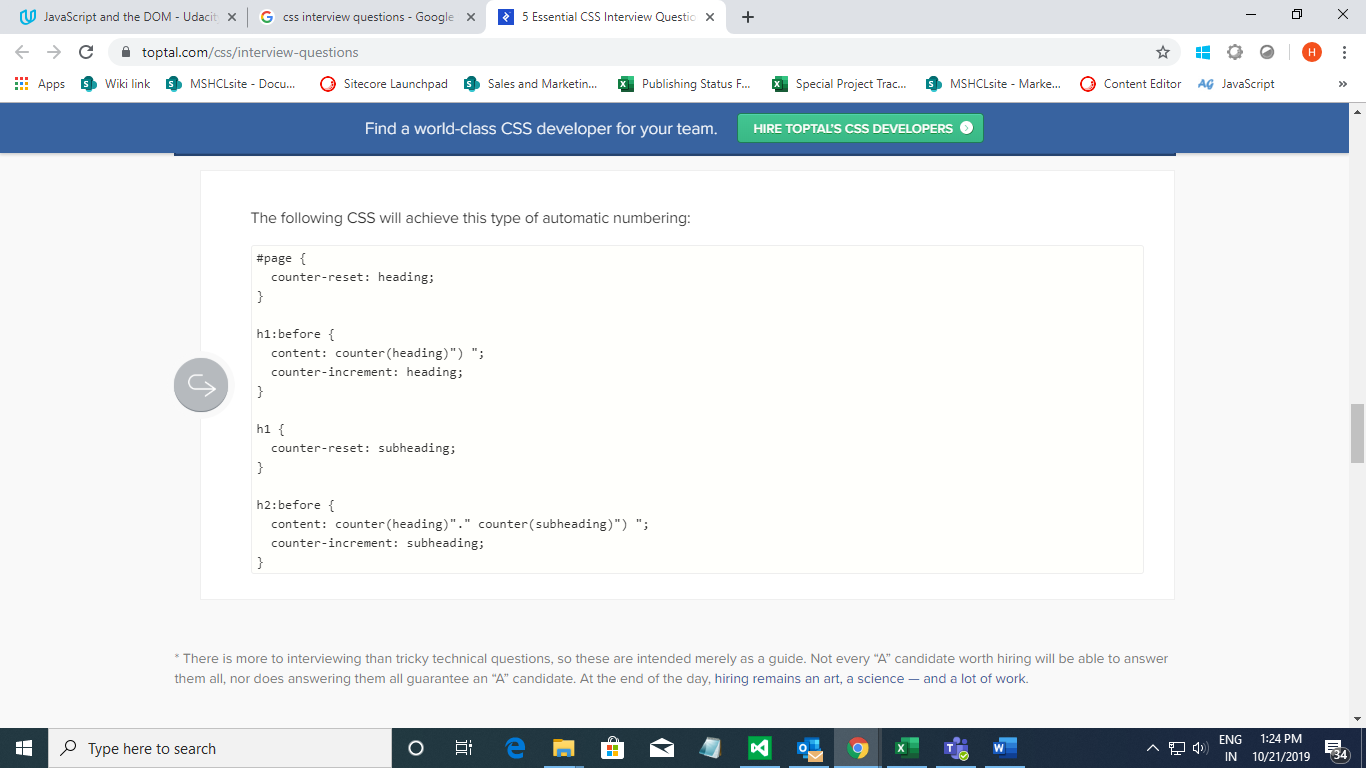 JavaScript and the DOM - Udacit
css interview questions - Google
5 Essential CSS Interview Questio
toptal.com/css/interview-questions
H
Apps
Wiki link
MSHCLsite - Docu...
Sitecore Launchpad
Sales and Marketin...
Publishing Status F...
Special Project Trac...
MSHCLsite - Marke...
Content Editor
AG JavaScript
»
Find a world-class CSS developer for your team.
HIRE TOPTAL'S CSS DEVELOPERS
The following CSS will achieve this type of automatic numbering:
#page {
  counter-reset: heading;
}
h1:before {
  content: counter(heading)") ";
  counter-increment: heading;
}
h1 {
  counter-reset: subheading;
}
h2:before {
  content: counter(heading)"." counter(subheading)") ";
  counter-increment: subheading;
}
* There is more to interviewing than tricky technical questions, so these are intended merely as a guide. Not every “A” candidate worth hiring will be able to answer
them all, nor does answering them all guarantee an “A” candidate. At the end of the day, hiring remains an art, a science — and a lot of work.
Type here to search
ENG
IN
1:24 PM
10/21/2019
34